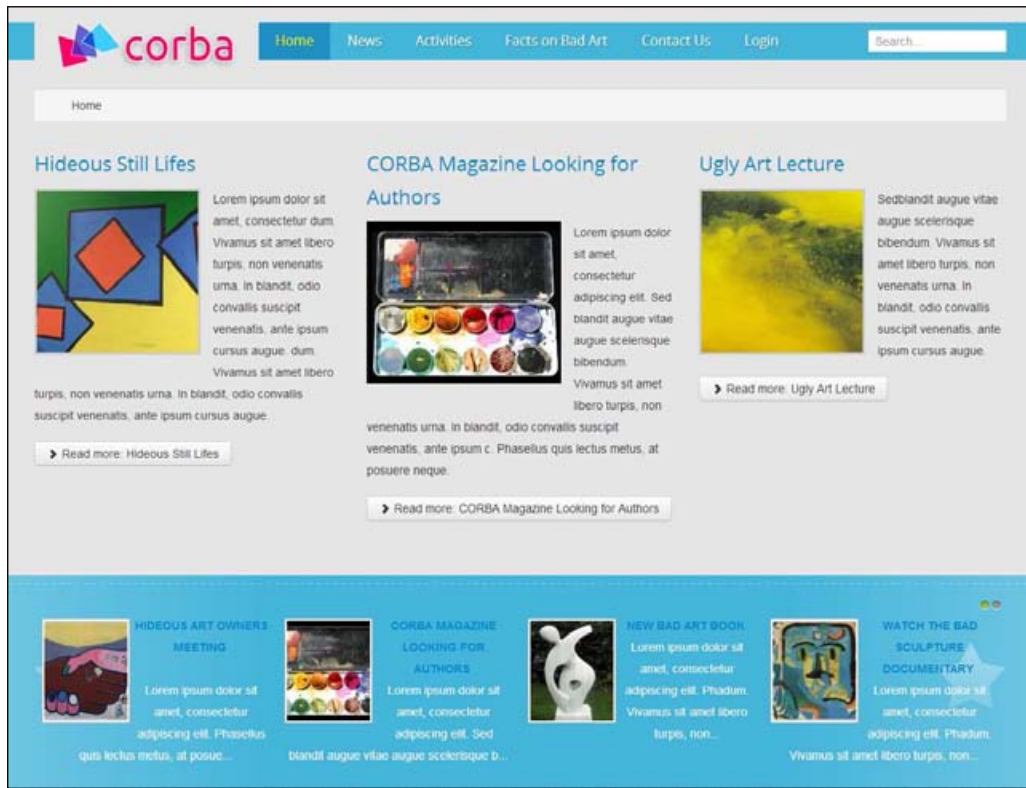 corba
Home News Activities Facts on Bad Art Contact Us Login Search...
Home
Hideous Still Lifes
Lorem ipsum dolor sit
amet, consectetur dum.
Vivamus sit amet libero
turpis, non venenatis
urna. In blandit, odio
convallis suscipit
venenatis, ante ipsum
cursus augue. dum.
Vivamus sit amet libero
turpis, non venenatis urna. In blandit, odio convallis
suscipit venenatis, ante ipsum cursus augue.
Read more: Hideous Still Lifes
CORBA Magazine Looking for
Authors
Lorem ipsum dolor
sit amet,
consectetur
adipiscing elit. Sed
blandit augue vitae
augue scelerisque
bibendum.
Vivamus sit amet
libero turpis, non
venenatis urna. In blandit, odio convallis suscipit
venenatis, ante ipsum c. Phasellus quis lectus metus, at
posuere neque.
Read more: CORBA Magazine Looking for Authors
Ugly Art Lecture
Sedblandit augue vitae
augue scelerisque
bibendum. Vivamus sit
amet libero turpis, non
venenatis urna. In
blandit, odio convallis
suscipit venenatis, ante
ipsum cursus augue.
Read more: Ugly Art Lecture
HIDEOUS ART OWNERS
MEETING
Lorem ipsum dolor sit
amet, consectetur
adipiscing elit. Phasellus
quis lectus metus, at posue...
CORBA MAGAZINE
LOOKING FOR
AUTHORS
Lorem ipsum dolor sit
amet, consectetur
adipiscing elit. Sed
blandit augue vitae augue scelerisque b...
NEW BAD ART BOOK
Lorem ipsum dolor sit
amet, consectetur
adipiscing elit. Phadum.
Vivamus sit amet libero
turpis, non...
WATCH THE BAD
SCULPTURE
DOCUMENTARY
Lorem ipsum dolor sit
amet, consectetur
adipiscing elit. Phadum.
Vivamus sit amet libero turpis, non...